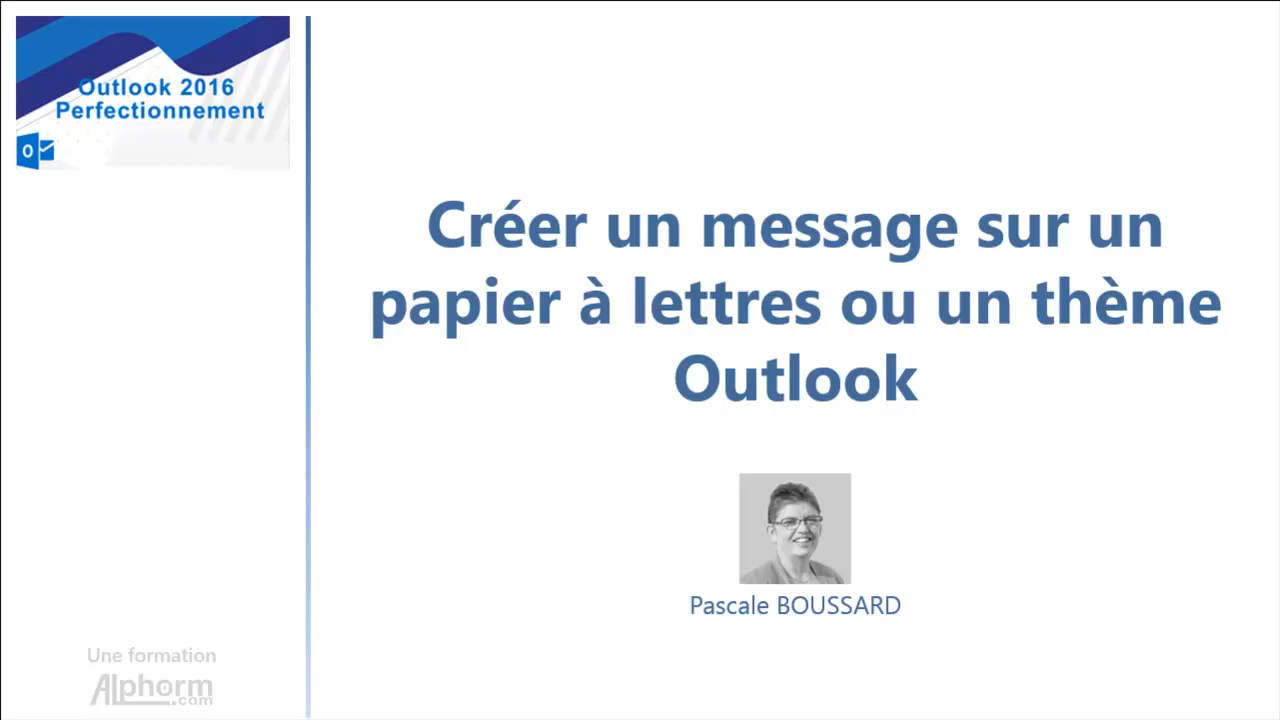 Outlook 2016
Perfectionnement
Créer un message sur un
papier à lettres ou un thème
Outlook
Pascale BOUSSARD
Une formation
Alphorm
.com